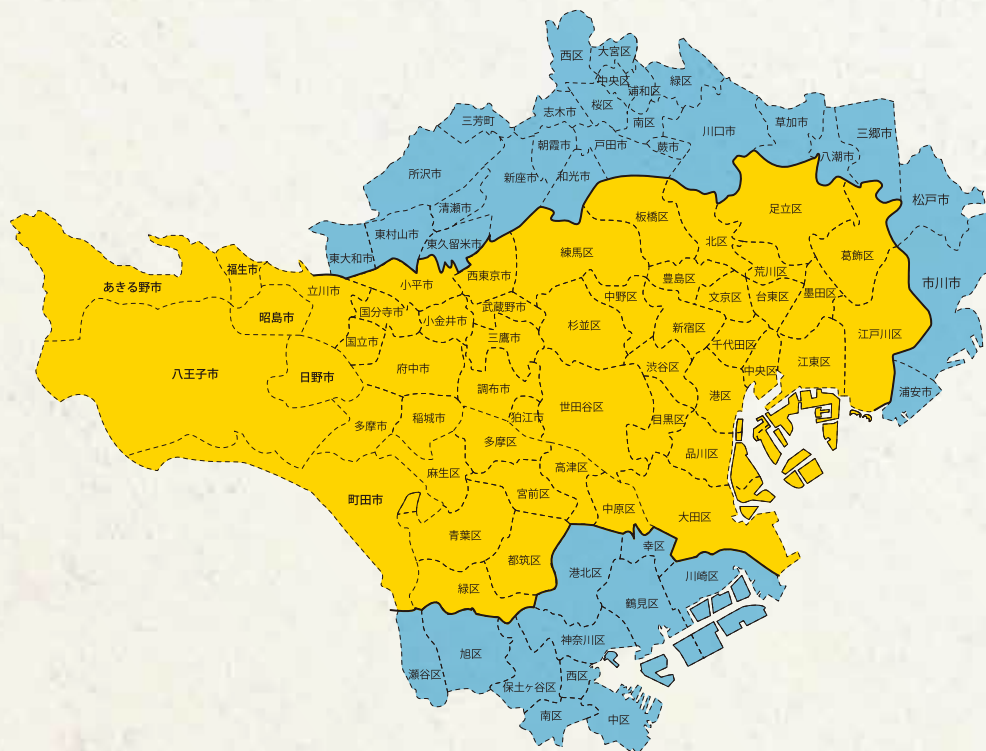 西区
大宮区
中央区
浦和区
緑区
桜区
志木市
三芳町
南区
川口市
草加市
三郷市
朝霞市
戸田市
蕨市
八潮市
所沢市
新座市
和光市
松戸市
清瀬市
東村山市
東久留米市
東大和市
足立区
板橋区
練馬区
北区
葛飾区
福生市
西東京市
荒川区
あきる野市
立川市
小平市
豊島区
市川市
中野区
文京区
台東区
墨田区
武蔵野市
国分寺市
昭島市
小金井市
杉並区
新宿区
江戸川区
国立市
三鷹市
千代田区
江東区
八王子市
日野市
府中市
渋谷区
中央区
調布市
港区
浦安市
世田谷区
狛江市
稲城市
目黒区
多摩市
多摩区
品川区
麻生区
高津区
宮前区
町田市
中原区
大田区
青葉区
都筑区
幸区
港北区
川崎区
緑区
鶴見区
神奈川区
旭区
瀬谷区
西区
保土ヶ谷区
南区
中区